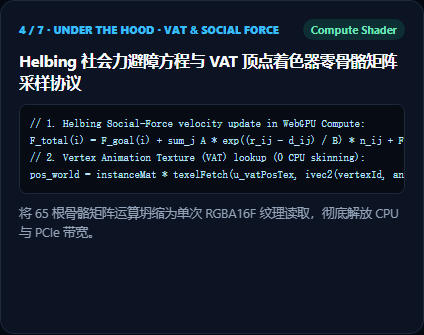 4 / 7 · UNDER THE HOOD · VAT & SOCIAL FORCE
Compute Shader
Helbing 社会力避障方程与 VAT 顶点着色器零骨骼矩阵
采样协议
// 1. Helbing Social-Force velocity update in WebGPU Compute:
F_total(i) = F_goal(i) + sum_j A * exp((r_ij - d_ij) / B) * n_ij + F
// 2. Vertex Animation Texture (VAT) lookup (0 CPU skinning):
pos_world = instanceMat * texelFetch(u_vatPosTex, ivec2(vertexId, an
将 65 根骨骼矩阵运算坍缩为单次 RGBA16F 纹理读取，彻底解放 CPU
与 PCIe 带宽。